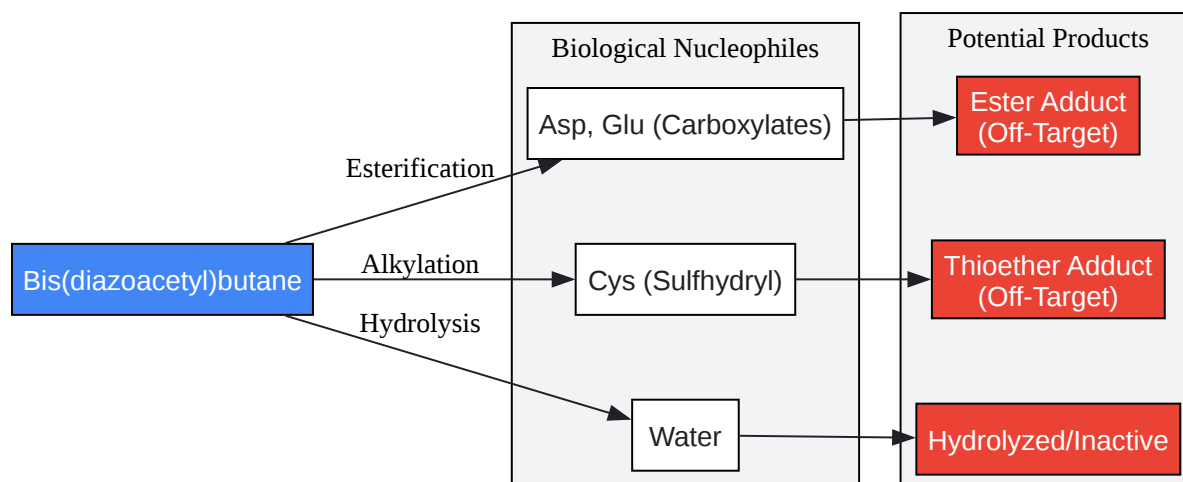 Biological Nucleophiles
Potential Products
Asp, Glu (Carboxylates)
Ester Adduct
(Off-Target)
Esterification
Bis(diazoacetyl)butane
Alkylation
Cys (Sulfhydryl)
Thioether Adduct
(Off-Target)
Hydrolysis
Water
Hydrolyzed/Inactive